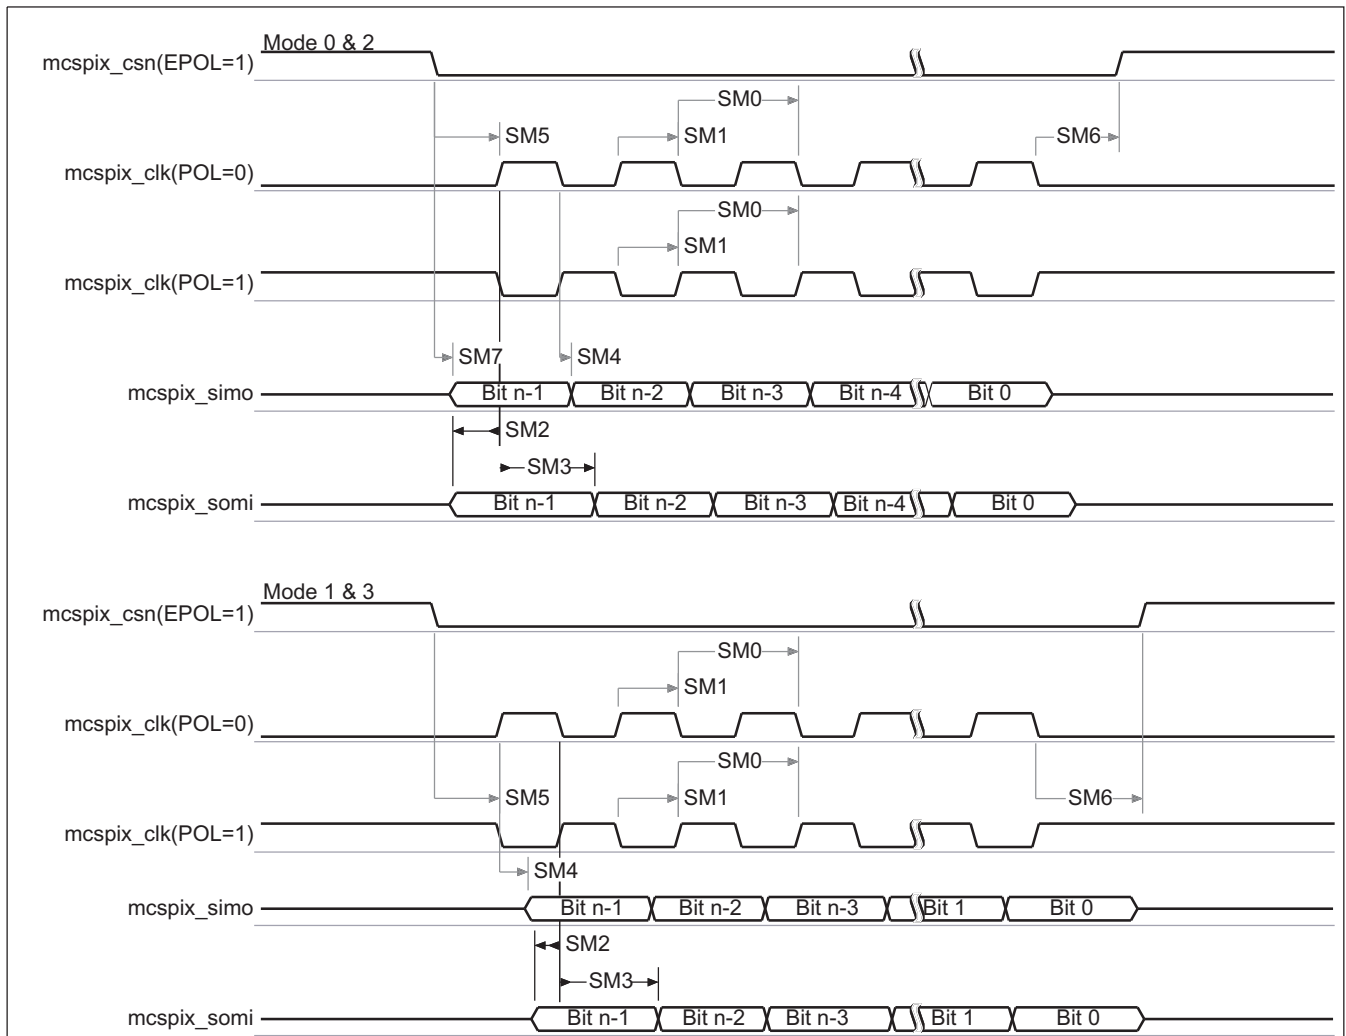 Mode 0 & 2
mcspix_csn(EPOL=1)
SM0
SM5 SM1 SM6
mcspix_clk(POL=0)
SM0
SM1
mcspix_clk(POL=1)
SM7 SM4
mcspix_simo Bit n-1 Bit n-2 Bit n-3 Bit n-4 Bit 0
SM2
SM3
mcspix_somi Bit n-1 Bit n-2 Bit n-3 Bit n-4 Bit 0
Mode 1 & 3
mcspix_csn(EPOL=1)
SM0
SM1
mcspix_clk(POL=0)
SM0
SM5 SM1 SM6
mcspix_clk(POL=1)
SM4
mcspix_simo Bit n-1 Bit n-2 Bit n-3 Bit 1 Bit 0
SM2
SM3
mcspix_somi Bit n-1 Bit n-2 Bit n-3 Bit 1 Bit 0